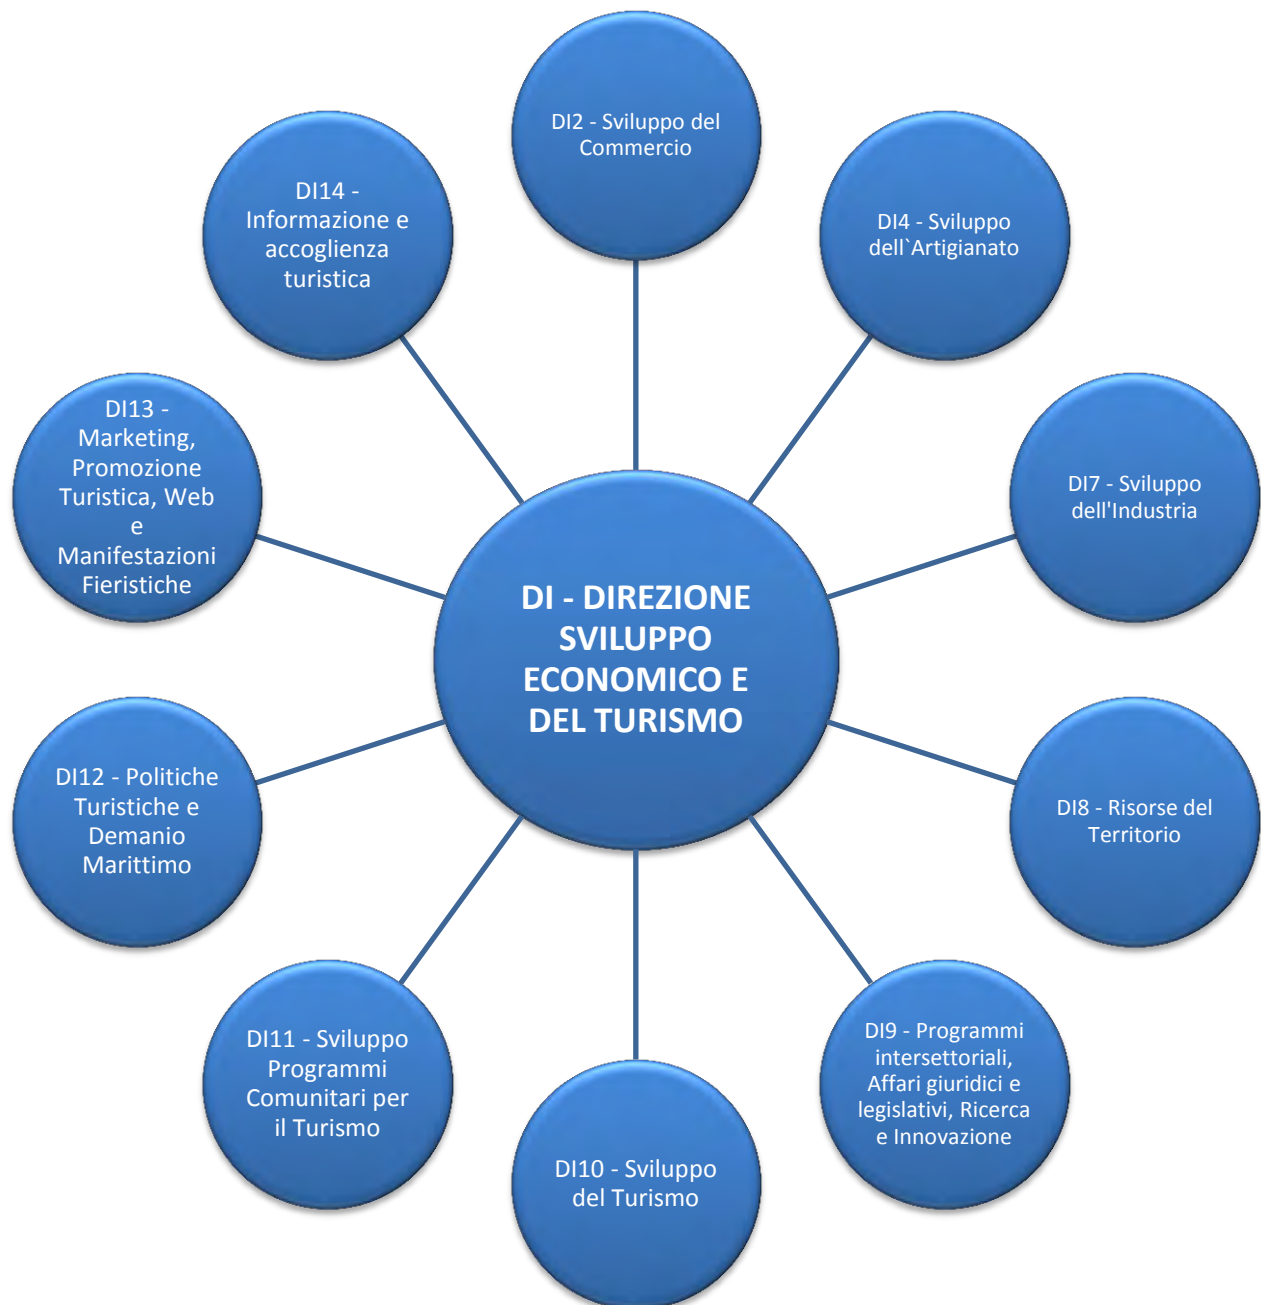 DI2 - Sviluppo del
Commercio
DI4 - Sviluppo
dell`Artigianato
DI7 - Sviluppo
dell'Industria
DI8 - Risorse del
Territorio
DI9 - Programmi
intersettoriali,
Affari giuridici e
legislativi, Ricerca
e Innovazione
DI10 - Sviluppo
del Turismo
DI11 - Sviluppo
Programmi
Comunitari per
il Turismo
DI12 - Politiche
Turistiche e
Demanio
Marittimo
DI13 -
Marketing,
Promozione
Turistica, Web
e
Manifestazioni
Fieristiche
DI14 -
Informazione e
accoglienza
turistica
DI - DIREZIONE
SVILUPPO
ECONOMICO E
DEL TURISMO